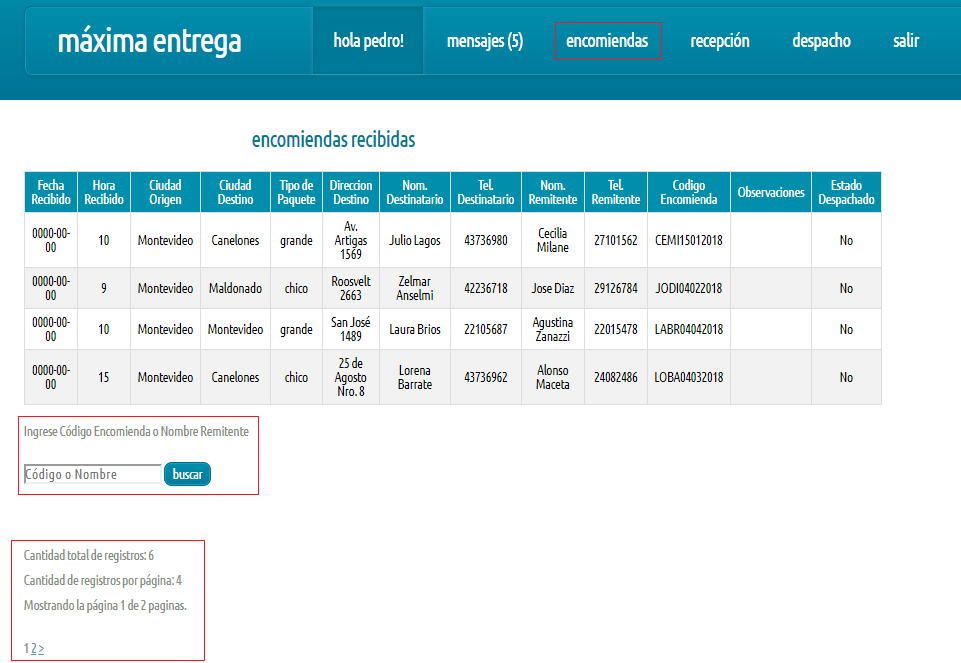 máxima entrega hola pedro! mensajes (5) encomiendas recepción despacho salir
encomiendas recibidas
Fecha Recibido Hora Recibido Ciudad Origen Ciudad Destino Tipo de Paquete Direccion Destino Nom. Destinatario Tel. Destinatario Nom. Remitente Tel. Remitente Codigo Encomienda Observaciones Estado Despachado
0000-00-00 10 Montevideo Canelones grande Av. Artigas 1569 Julio Lagos 43736980 Cecilia Milane 27101562 CEMI15012018 No
0000-00-00 9 Montevideo Maldonado chico Roosvelt 2663 Zelmar Anselmi 42236718 Jose Diaz 29126784 JODI04022018 No
0000-00-00 10 Montevideo Montevideo grande San José 1489 Laura Brios 22105687 Agustina Zanazzi 22015478 LABR04042018 No
0000-00-00 15 Montevideo Canelones chico 25 de Agosto Nro. 8 Lorena Barrate 43736962 Alonso Maceta 24082486 LOBA04032018 No
Ingrese Código Encomienda o Nombre Remitente
Código o Nombre buscar
Cantidad total de registros: 6
Cantidad de registros por página: 4
Mostrando la página 1 de 2 paginas.
1 2 >